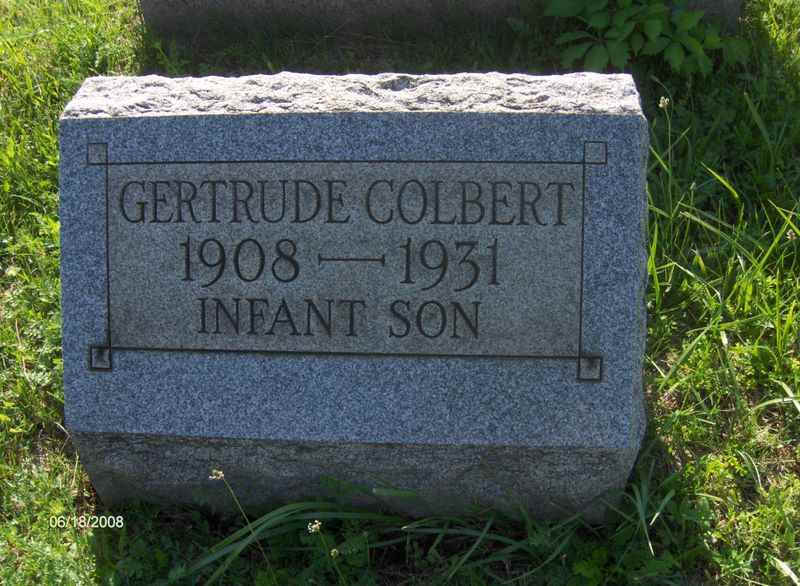 GERTRUDE COLBERT
1908 — 1931
INFANT SON
06/18/2008